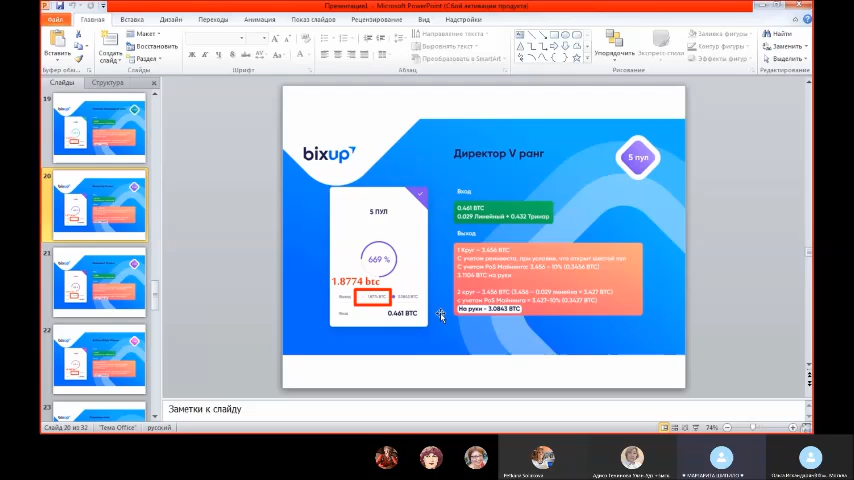 Презентация1 - Microsoft PowerPoint (Сбой активации продукта)
Файл
Главная
Вставка
Дизайн
Переходы
Анимация
Показ слайдов
Рецензирование
Вид
Надстройки
Вставить
Буфер обм...
Создать слайд
Макет
Восстановить
Раздел
Слайды
Шрифт
Абзац
Направление текста
Выровнять текст
Преобразовать в SmartArt
Упорядочить
Экспресс-стили
Заливка фигуры
Контур фигуры
Эффекты фигур
Рисование
Найти
Заменить
Выделить
Редактирование
Слайды
Структура
19
20
21
22
23
bixup
Директор V ранг
5 пул
5 ПУЛ
669 %
1.8774 btc
Выход
Вход
0.461 BTC
Вход
0.461 BTC
0.029 Линейный + 0.432 Тринар
Выход
1 Круг – 3.456 BTC
С учетом реинвеста, при условии, что открыт шестой пул
С учетом PoS Майнинга: 3.456 – 10% (0.3456 BTC)
3.1104 BTC на руки
2 круг – 3.456 BTC (3.456 – 0.029 линейка = 3.427 BTC)
с учетом PoS Майнинга = 3.427-10% (0.3427 BTC)
На руки – 3.0843 BTC
Заметки к слайду
Слайд 20 из 32
"Тема Office"
русский
74%